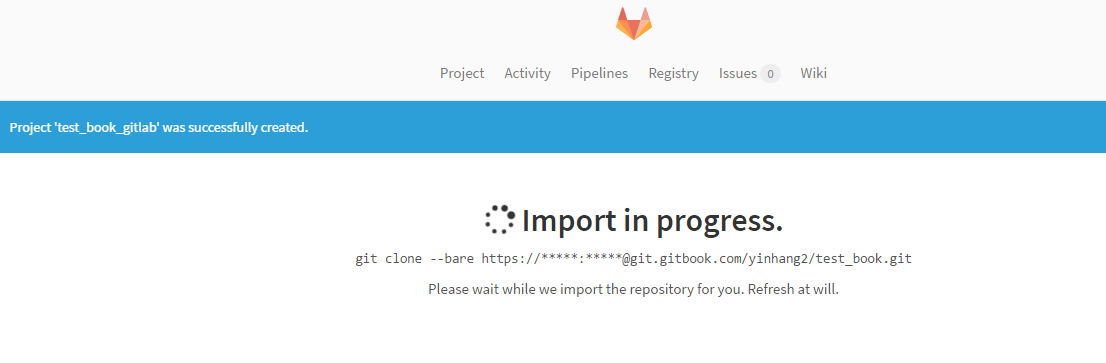 Project Activity Pipelines Registry Issues 0 Wiki
Project 'test_book_gitlab' was successfully created.
Import in progress.
git clone --bare https://*****:*****@git.gitbook.com/yinhang2/test_book.git
Please wait while we import the repository for you. Refresh at will.